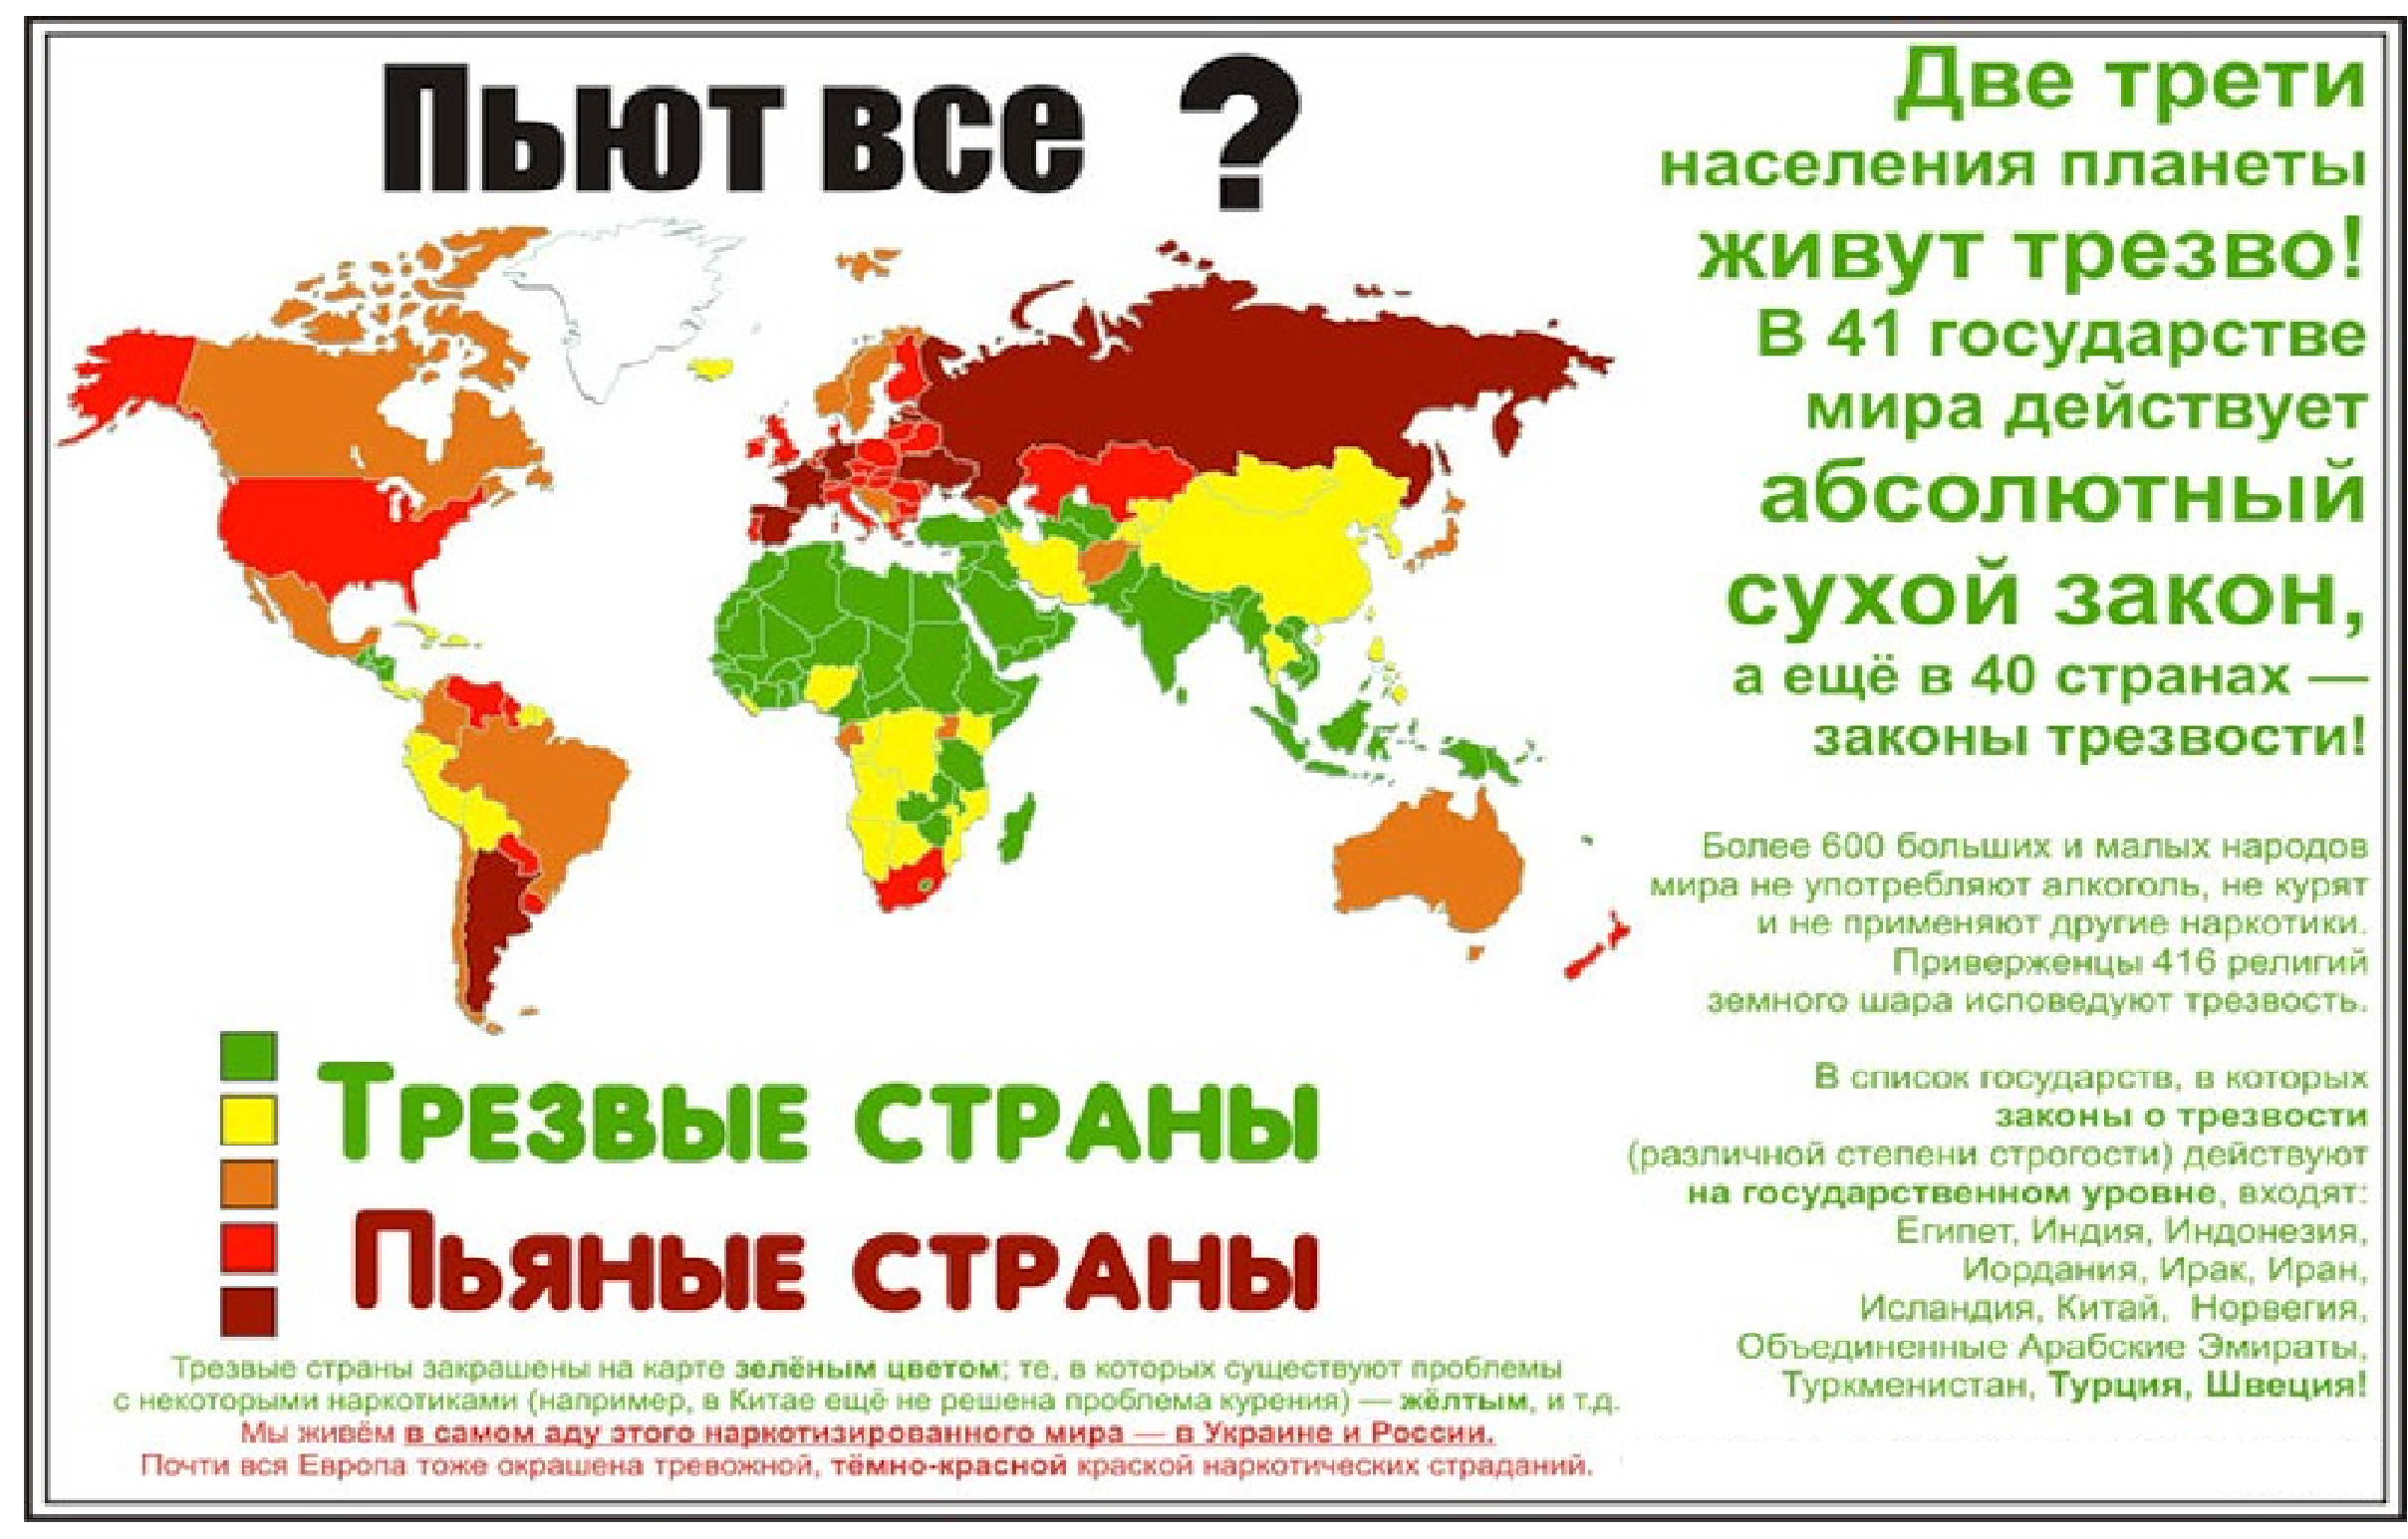 Пьют все ?
Две трети
населения планеты
живут трезво!
В 41 государстве
мира действует
абсолютный
сухой закон,
а ещё в 40 странах —
законы трезвости!
Более 600 больших и малых народов
мира не употребляют алкоголь, не курят
и не применяют другие наркотики.
Приверженцы 416 религий
земного шара исповедуют трезвость.
В список государств, в которых
законы о трезвости
(различной степени строгости) действуют
на государственном уровне, входят:
Египет, Индия, Индонезия,
Иордания, Ирак, Иран,
Исландия, Китай, Норвегия,
Объединенные Арабские Эмираты,
Туркменистан, Турция, Швеция!
Трезвые страны
Пьяные страны
Трезвые страны закрашены на карте зелёным цветом; те, в которых существуют проблемы
с некоторыми наркотиками (например, в Китае ещё не решена проблема курения) — жёлтым, и т.д.
Мы живём в самом аду этого наркотизированного мира — в Украине и России.
Почти вся Европа тоже окрашена тревожной, тёмно-красной краской наркотических страданий.